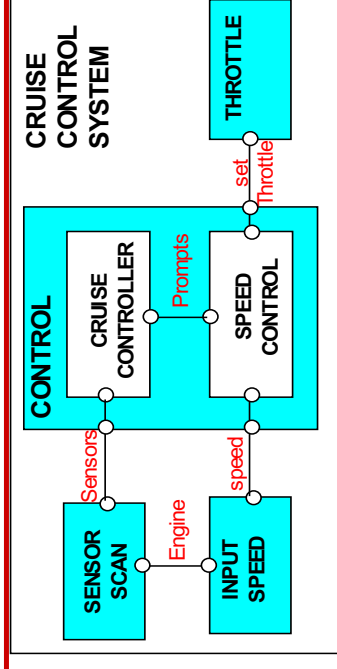 CRUISE
CONTROL
SYSTEM
CONTROL
SENSOR
SCAN
Sensors
CRUISE
CONTROLLER
Engine
Prompts
INPUT
SPEED
speed
SPEED
CONTROL
set
Throttle
THROTTLE